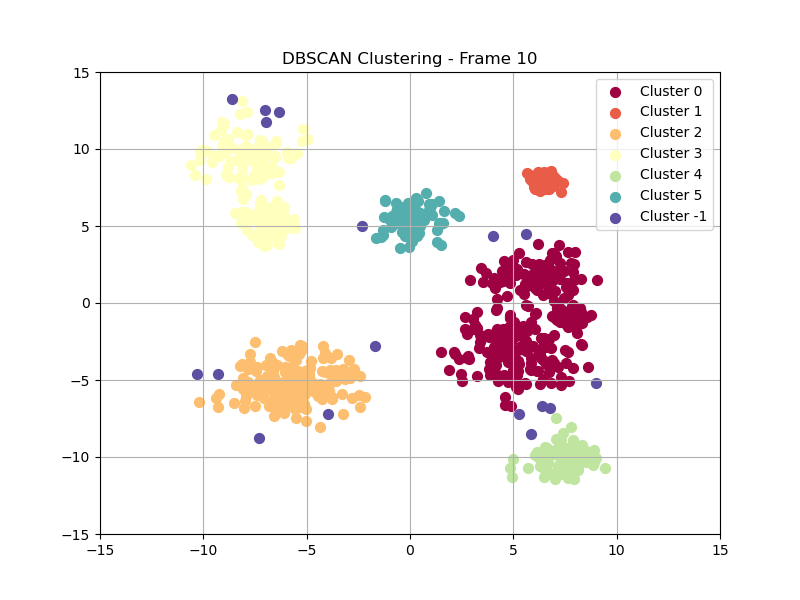 DBSCAN Clustering - Frame 10
Cluster 0
Cluster 1
Cluster 2
Cluster 3
Cluster 4
Cluster 5
Cluster -1
15
10
5
0
−5
−10
−15
−15
−10
−5
0
5
10
15